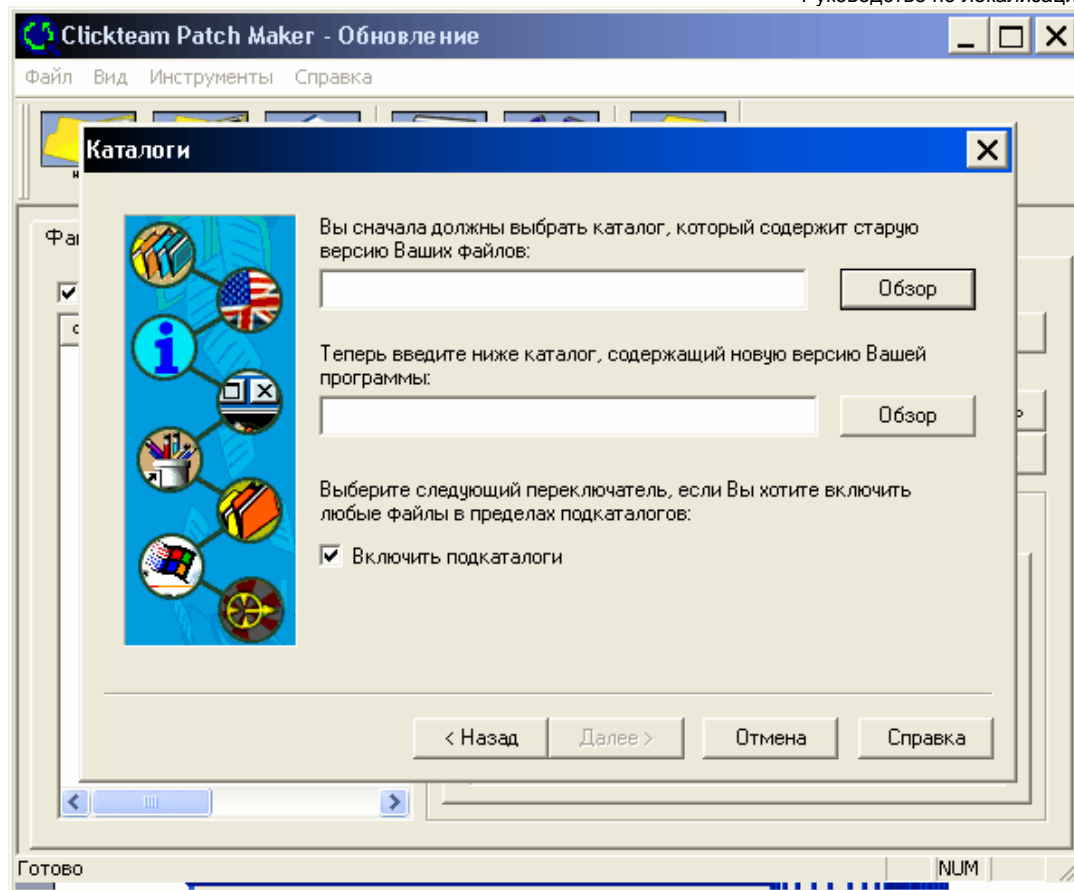 Clickteam Patch Maker - Обновление
Файл Вид Инструменты Справка
Каталоги
Вы сначала должны выбрать каталог, который содержит старую
версию Ваших файлов:
Обзор
Теперь введите ниже каталог, содержащий новую версию Вашей
программы:
Обзор
Выберите следующий переключатель, если Вы хотите включить
любые файлы в пределах подкаталогов:
Включить подкаталоги
< Назад Далее > Отмена Справка
Готово NUM